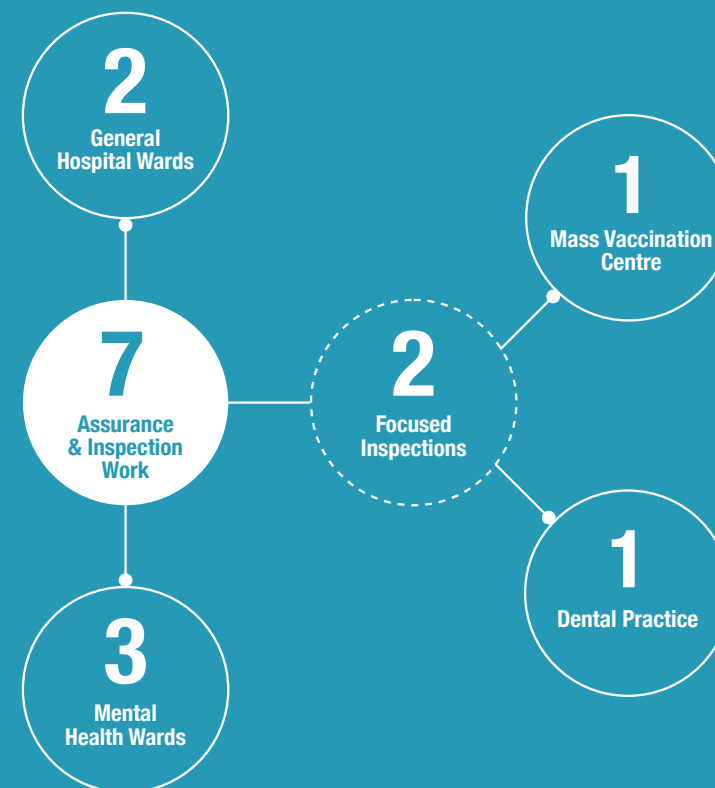 2
General
Hospital Wards
1
Mass Vaccination
Centre
7
Assurance
& Inspection
Work
2
Focused
Inspections
1
Dental Practice
3
Mental
Health Wards